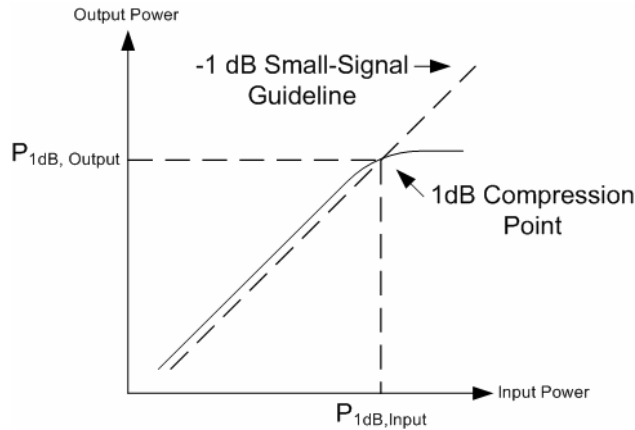 Output Power
-1 dB Small-Signal
Guideline
P1dB, Output
1dB Compression
Point
Input Power
P1dB,Input